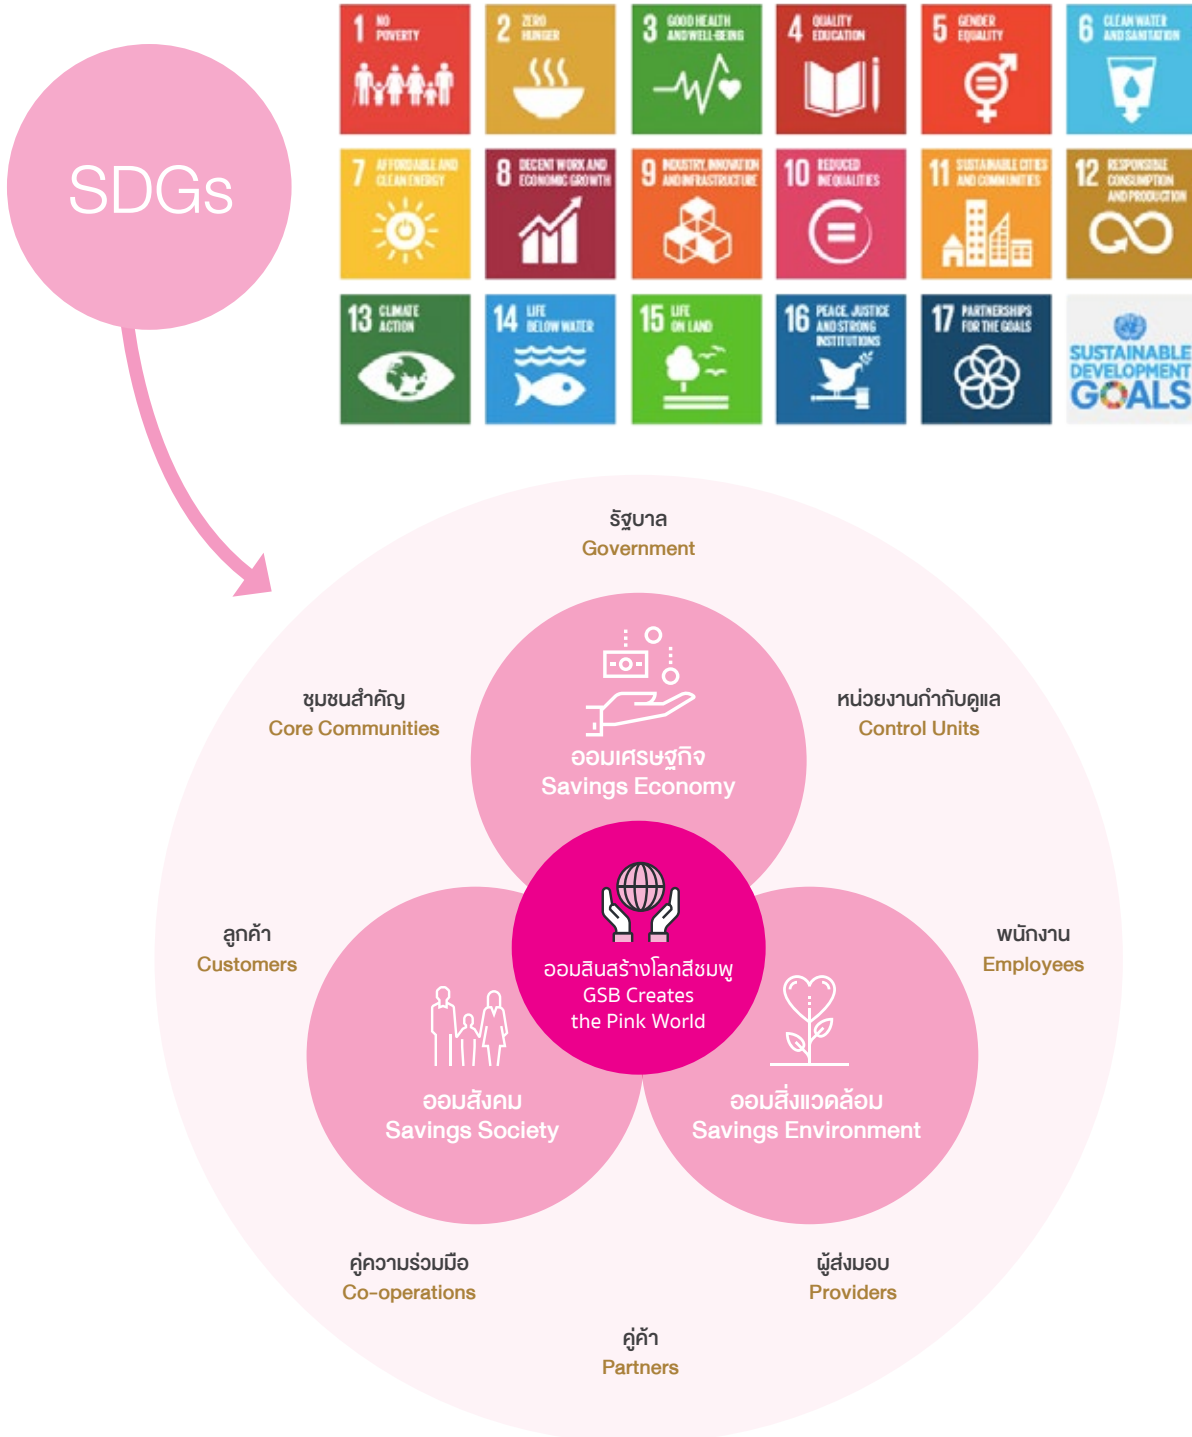 SDGs
1 NO
POVERTY
2 ZERO
HUNGER
3 GOOD HEALTH
AND WELL-BEING
4 QUALITY
EDUCATION
5 GENDER
EQUALITY
6 CLEAN WATER
AND SANITATION
7 AFFORDABLE AND
CLEAN ENERGY
8 DECENT WORK AND
ECONOMIC GROWTH
9 INDUSTRY, INNOVATION
AND INFRASTRUCTURE
10 REDUCED
INEQUALITIES
11 SUSTAINABLE CITIES
AND COMMUNITIES
12 RESPONSIBLE
CONSUMPTION
AND PRODUCTION
13 CLIMATE
ACTION
14 LIFE
BELOW WATER
15 LIFE
ON LAND
16 PEACE, JUSTICE
AND STRONG
INSTITUTIONS
17 PARTNERSHIPS
FOR THE GOALS
SUSTAINABLE
DEVELOPMENT
GOALS
รัฐบาล
Government
ชุมชนสำคัญ
Core Communities
หน่วยงานกำกับดูแล
Control Units
ออมเศรษฐกิจ
Savings Economy
ลูกค้า
Customers
พนักงาน
Employees
ออมสินสร้างโลกสีชมพู
GSB Creates
the Pink World
ออมสังคม
Savings Society
ออมสิ่งแวดล้อม
Savings Environment
คู่ความร่วมมือ
Co-operations
ผู้ส่งมอบ
Providers
คู่ค้า
Partners